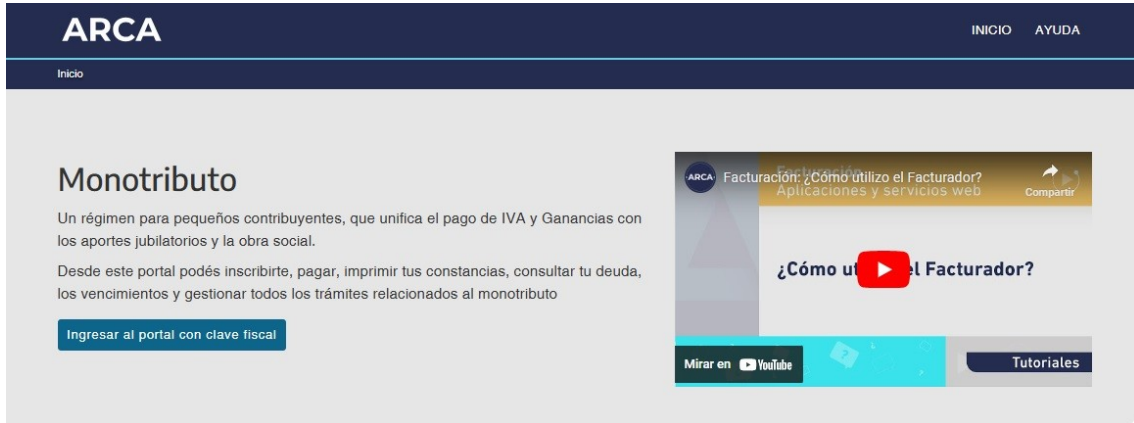 ARCA
INICIO AYUDA
Inicio
Monotributo
Un régimen para pequeños contribuyentes, que unifica el pago de IVA y Ganancias con
los aportes jubilatorios y la obra social.
Desde este portal podés inscribirte, pagar, imprimir tus constancias, consultar tu deuda,
los vencimientos y gestionar todos los trámites relacionados al monotributo
Ingresar al portal con clave fiscal
ARCA
Facturación: ¿Cómo utilizo el Facturador?
Compartir
Facturación
Aplicaciones y servicios web
¿Cómo ut el Facturador?
Mirar en YouTube
Tutoriales